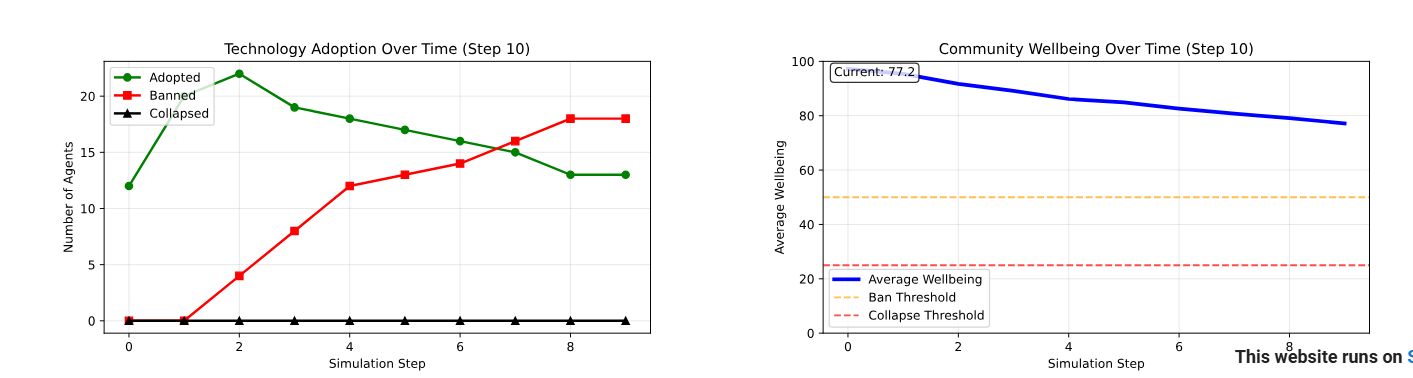 Technology Adoption Over Time (Step 10)
Adopted
Banned
Collapsed
Number of Agents
20
15
10
5
0
0 2 4 6 8
Simulation Step
Community Wellbeing Over Time (Step 10)
Current: 77.2
Average Wellbeing
100
80
60
40
20
0
Average Wellbeing
Ban Threshold
Collapse Threshold
0 2 4 6 8
Simulation Step
This website runs on